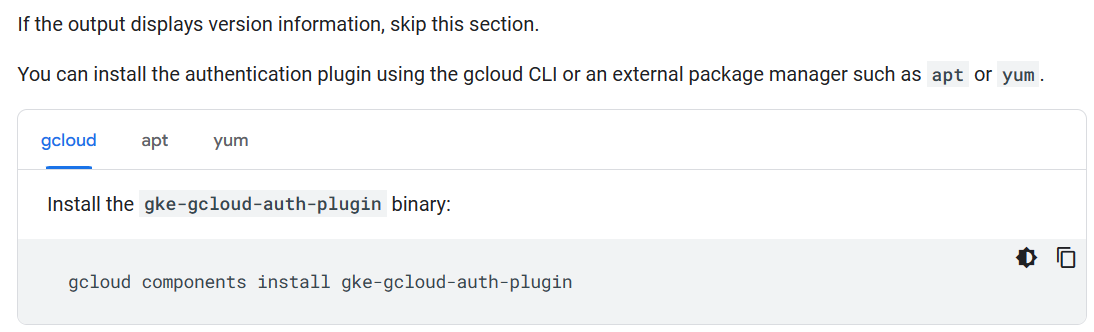 If the output displays version information, skip this section.
You can install the authentication plugin using the gcloud CLI or an external package manager such as apt or yum.
gcloud apt yum
Install the gke-gcloud-auth-plugin binary:
gcloud components install gke-gcloud-auth-plugin